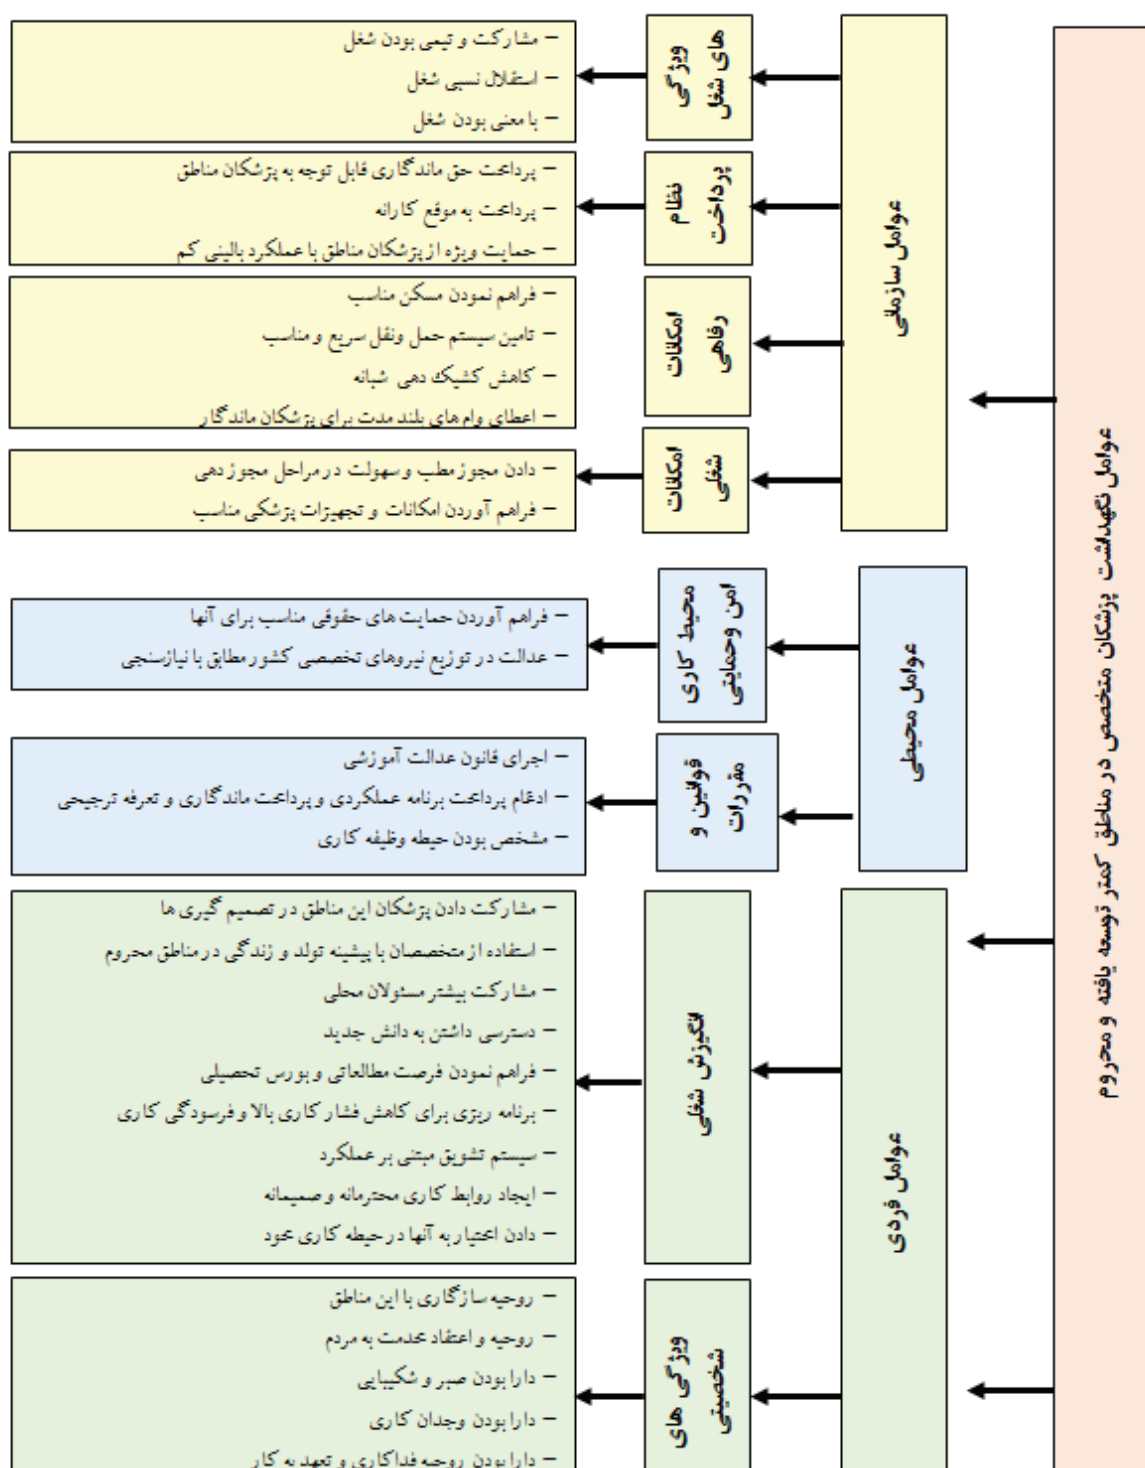 عوامل نگهداشت پزشکان متخصص در مناطق کمتر توسعه یافته و محروم
عوامل سازمانی
ویژگی
های شغل
– مشارکت و تیمی بودن شغل
– استقلال نسبی شغل
– با معنی بودن شغل
نظام
پرداخت
– پرداخت حق ماندگاری قابل توجه به پزشکان مناطق
– پرداخت به موقع کارانه
– حمایت ویژه از پزشکان مناطق با عملکرد بالینی کم
امکانات
رفاهی
– فراهم نمودن مسکن مناسب
– تامین سیستم حمل ونقل سریع و مناسب
– کاهش کشیک دهی شبانه
– اعطای وام های بلند مدت برای پزشکان ماندگار
امکانات
شغلی
– دادن مجوز مطب و سهولت در مراحل مجوز دهی
– فراهم آوردن امکانات و تجهیزات پزشکی مناسب
عوامل محیطی
محیط کاری
امن وحمایتی
– فراهم آوردن حمایت های حقوقی مناسب برای آنها
– عدالت در توزیع نیروهای تخصصی کشور مطابق با نیازسنجی
قوانین و
مقررات
– اجرای قانون عدالت آموزشی
– ادغام پرداخت برنامه عملکردی و پرداخت ماندگاری و تعرفه ترجیحی
– مشخص بودن حیطه وظیفه کاری
عوامل فردی
انگیزش شغلی
– مشارکت دادن پزشکان این مناطق در تصمیم گیری ها
– استفاده از متخصصان با پیشینه تولد و زندگی در مناطق محروم
– مشارکت بیشتر مسئولان محلی
– دسترسی داشتن به دانش جدید
– فراهم نمودن فرصت مطالعاتی و بورس تحصیلی
– برنامه ریزی برای کاهش فشار کاری بالا و فرسودگی کاری
– سیستم تشویق مبتنی بر عملکرد
– ایجاد روابط کاری محترمانه و صمیمانه
– دادن اختیار به آنها در حیطه کاری خود
ویژگی های
شخصیتی
– روحیه سازگاری با این مناطق
– روحیه و اعتقاد خدمت به مردم
– دارا بودن صبر و شکیبایی
– دارا بودن وجدان کاری
– دارا بودن روحیه فداکاری و تعهد به کار